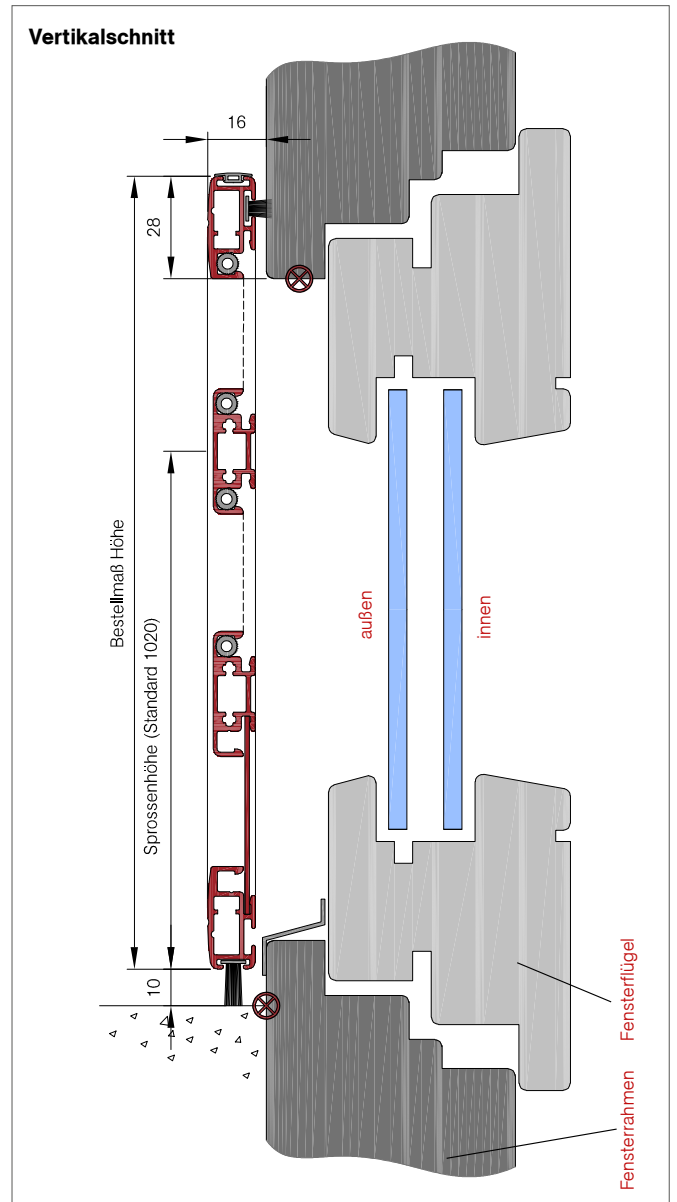 Vertikalschnitt
16
28
Bestellmaß Höhe
Sprossenhöhe (Standard 1020)
außen
innen
10
Fensterflügel
Fensterrahmen